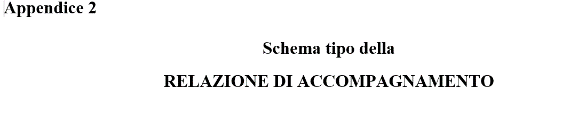 Appendice 2
Schema tipo della
RELAZIONE DI ACCOMPAGNAMENTO